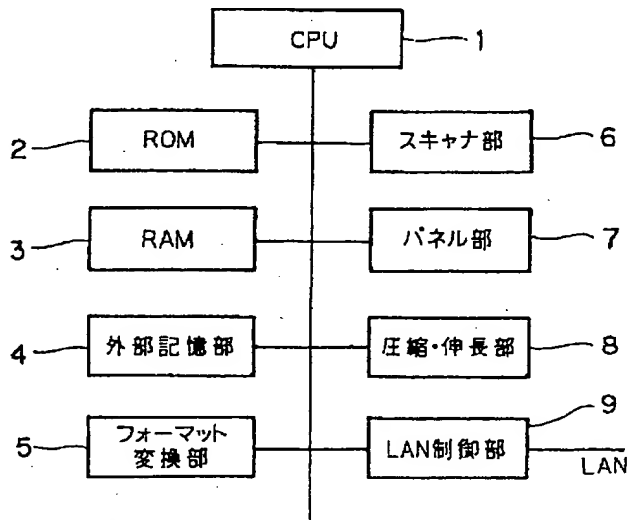 CPU
1
2
ROM
スキャナ部
6
3
RAM
パネル部
7
4
外部記憶部
圧縮・伸長部
8
9
5
フォーマット
変換部
LAN制御部
LAN